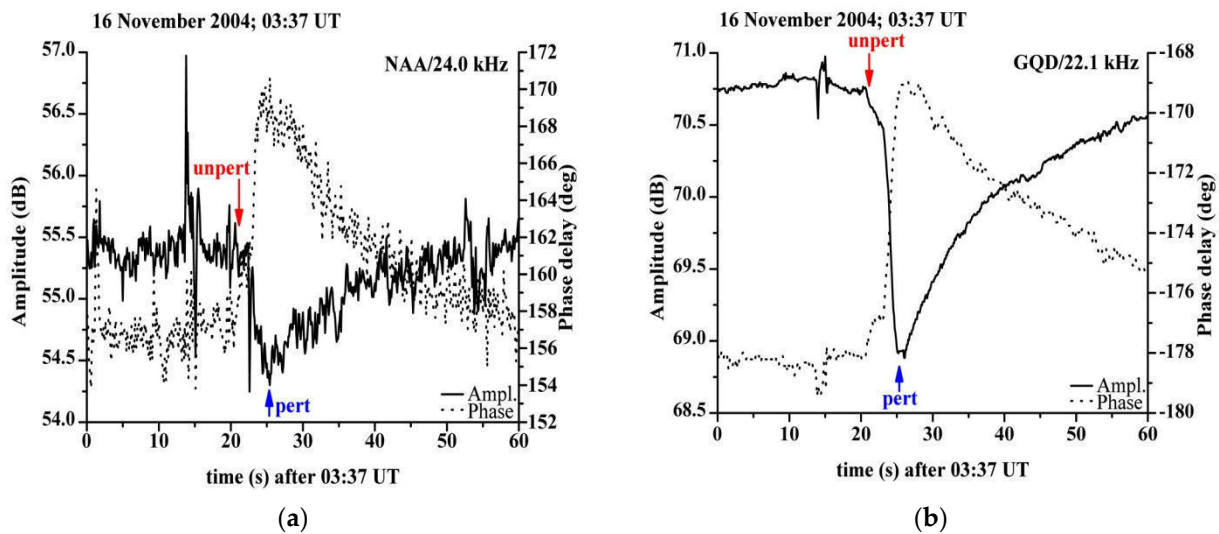 16 November 2004; 03:37 UT
NAA/24.0 kHz
unpert
pert
Ampl.
Phase
Amplitude (dB)
57.0
56.5
56.0
55.5
55.0
54.5
54.0
Phase delay (deg)
172
170
168
166
164
162
160
158
156
154
152
0 10 20 30 40 50 60
time (s) after 03:37 UT
(a)
16 November 2004; 03:37 UT
unpert
GQD/22.1 kHz
pert
Ampl.
Phase
Amplitude (dB)
71.0
70.5
70.0
69.5
69.0
68.5
Phase delay (deg)
-168
-170
-172
-174
-176
-178
-180
0 10 20 30 40 50 60
time (s) after 03:37 UT
(b)